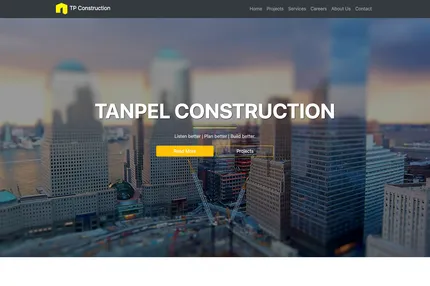 TP Construction
Home Projects Services Careers About Us Contact
TANPEL CONSTRUCTION
Listen better | Plan better | Build better.
Read More
Projects